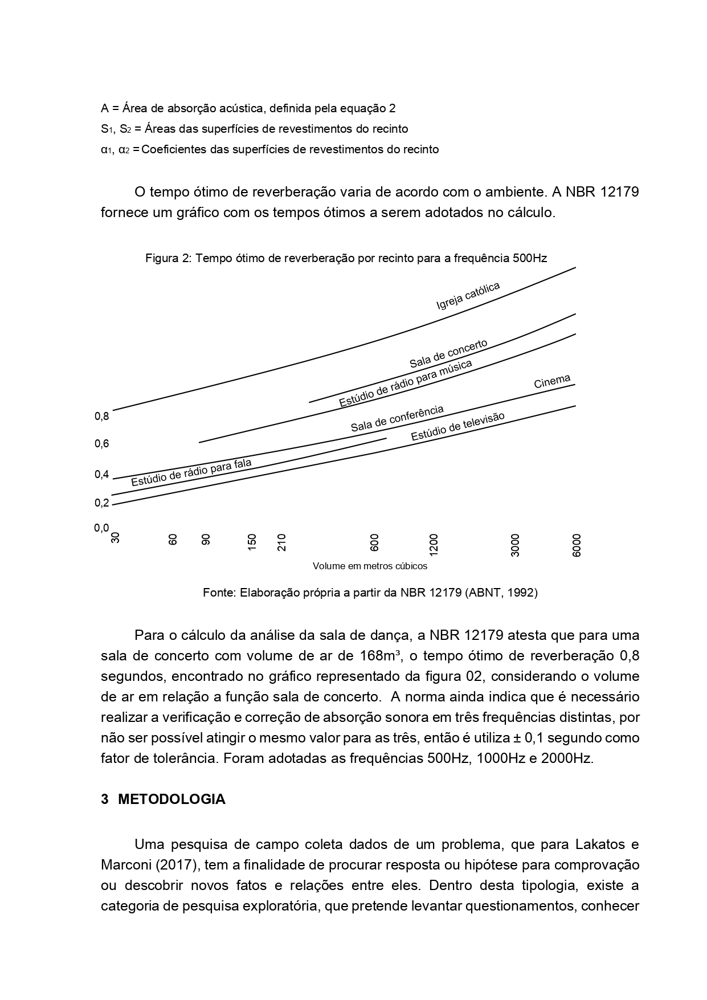 A = Área de absorção acústica, definida pela equação 2
S1, S2 = Áreas das superfícies de revestimentos do recinto
α1, α2 = Coeficientes das superfícies de revestimentos do recinto
O tempo ótimo de reverberação varia de acordo com o ambiente. A NBR 12179
fornece um gráfico com os tempos ótimos a serem adotados no cálculo.
Figura 2: Tempo ótimo de reverberação por recinto para a frequência 500Hz
Igreja católica
Sala de concerto
Estúdio de rádio para música
Cinema
Sala de conferência
Estúdio de televisão
Estúdio de rádio para fala
0,8
0,6
0,4
0,2
0,0
30
60
90
150
210
600
1200
3000
6000
Volume em metros cúbicos
Fonte: Elaboração própria a partir da NBR 12179 (ABNT, 1992)
Para o cálculo da análise da sala de dança, a NBR 12179 atesta que para uma
sala de concerto com volume de ar de 168m³, o tempo ótimo de reverberação 0,8
segundos, encontrado no gráfico representado da figura 02, considerando o volume
de ar em relação a função sala de concerto. A norma ainda indica que é necessário
realizar a verificação e correção de absorção sonora em três frequências distintas, por
não ser possível atingir o mesmo valor para as três, então é utiliza ± 0,1 segundo como
fator de tolerância. Foram adotadas as frequências 500Hz, 1000Hz e 2000Hz.
3 METODOLOGIA
Uma pesquisa de campo coleta dados de um problema, que para Lakatos e
Marconi (2017), tem a finalidade de procurar resposta ou hipótese para comprovação
ou descobrir novos fatos e relações entre eles. Dentro desta tipologia, existe a
categoria de pesquisa exploratória, que pretende levantar questionamentos, conhecer